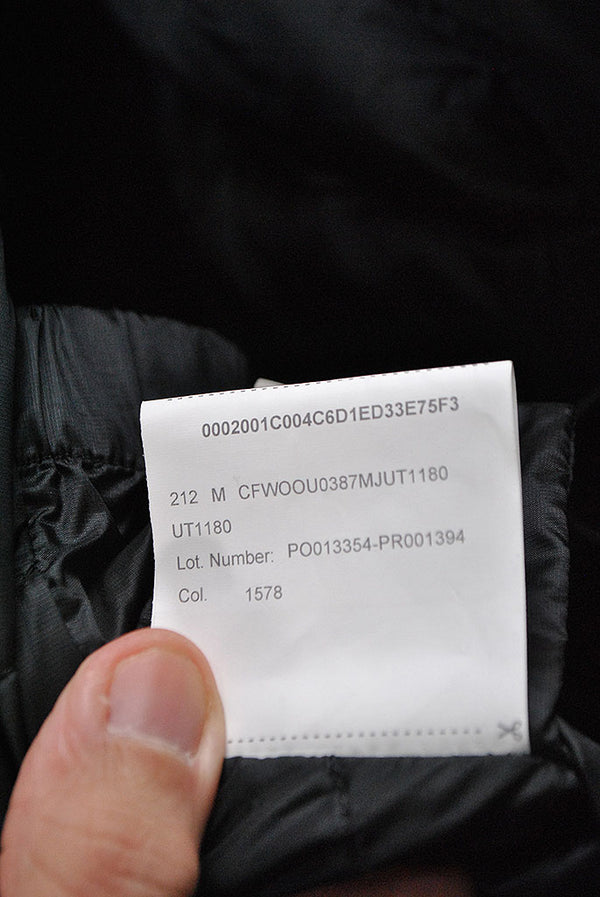 0002001C004C6D1ED33E75F3
212 M CFWOOU0387MJUT1180
UT1180
Lot. Number: PO013354-PR001394
Col. 1578